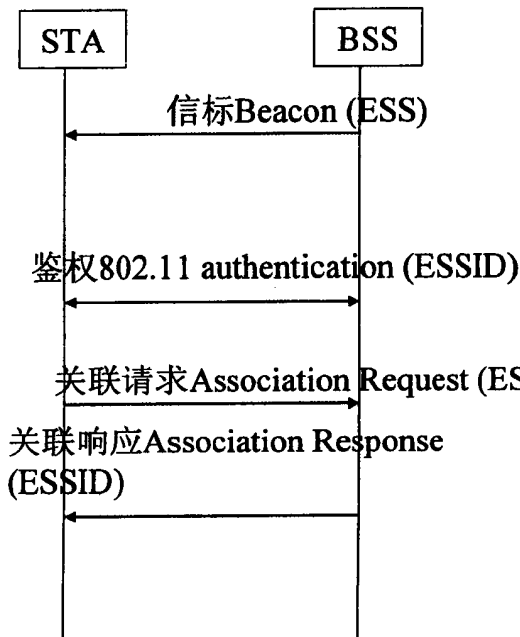 STA
BSS
信标Beacon (ESS)
鉴权802.11 authentication (ESSID)
关联请求Association Request (ES
关联响应Association Response
(ESSID)